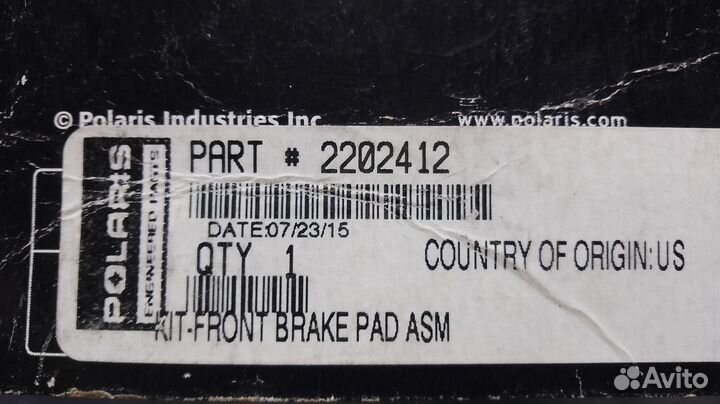 © Polaris Industries Inc.
www.polaris.com
POLARIS
ENGINEERED PARTS
PART # 2202412
DATE:07/23/15
QTY 1
COUNTRY OF ORIGIN:US
KIT-FRONT BRAKE PAD ASM
Avito